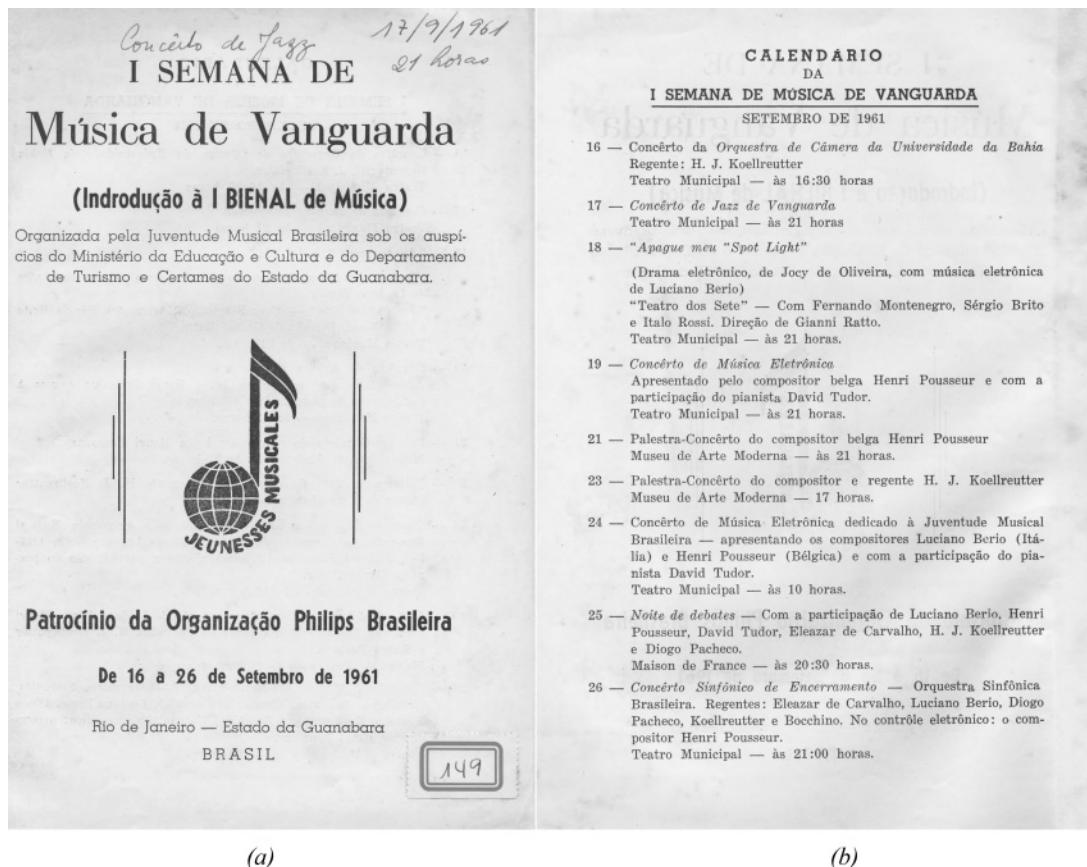 Concêrto de Jazz
17/9/1961
21 horas
I SEMANA DE
Música de Vanguarda
(Indrodução à I BIENAL de Música)
Organizada pela Juventude Musical Brasileira sob os auspí-
cios do Ministério da Educação e Cultura e do Departamento
de Turismo e Certames do Estado da Guanabara.
JEUNESSES MUSICALES
Patrocínio da Organização Philips Brasileira
De 16 a 26 de Setembro de 1961
Rio de Janeiro — Estado da Guanabara
BRASIL
149
(a)
CALENDÁRIO
DA
I SEMANA DE MÚSICA DE VANGUARDA
SETEMBRO DE 1961
16 — Concêrto da Orquestra de Câmera da Universidade da Bahia
Regente: H. J. Koellreutter
Teatro Municipal — às 16:30 horas
17 — Concêrto de Jazz de Vanguarda
Teatro Municipal — às 21 horas
18 — "Apague meu "Spot Light"
(Drama eletrônico, de Jocy de Oliveira, com música eletrônica
de Luciano Berio)
"Teatro dos Sete" — Com Fernando Montenegro, Sérgio Brito
e Italo Rossi. Direção de Gianni Ratto.
Teatro Municipal — às 21 horas.
19 — Concêrto de Música Eletrônica
Apresentado pelo compositor belga Henri Pousseur e com a
participação do pianista David Tudor.
Teatro Municipal — às 21 horas.
21 — Palestra-Concêrto do compositor belga Henri Pousseur
Museu de Arte Moderna — às 21 horas.
23 — Palestra-Concêrto do compositor e regente H. J. Koellreutter
Museu de Arte Moderna — 17 horas.
24 — Concêrto de Música Eletrônica dedicado à Juventude Musical
Brasileira — apresentando os compositores Luciano Berio (Itá-
lia) e Henri Pousseur (Bélgica) e com a participação do pia-
nista David Tudor.
Teatro Municipal — às 10 horas.
25 — Noite de debates — Com a participação de Luciano Berio, Henri
Pousseur, David Tudor, Eleazar de Carvalho, H. J. Koellreutter
e Diogo Pacheco.
Maison de France — às 20:30 horas.
26 — Concêrto Sinfônico de Encerramento — Orquestra Sinfônica
Brasileira. Regentes: Eleazar de Carvalho, Luciano Berio, Diogo
Pacheco, Koellreutter e Bocchino. No contrôle eletrônico: o com-
positor Henri Pousseur.
Teatro Municipal — às 21:00 horas.
(b)